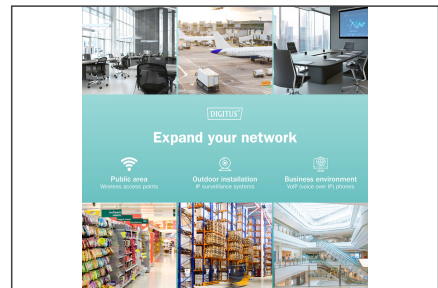 DIGITUS
Expand your network
Public area
Wireless access points
Outdoor installation
IP surveillance systems
Business environment
VoIP (voice over IP) phones